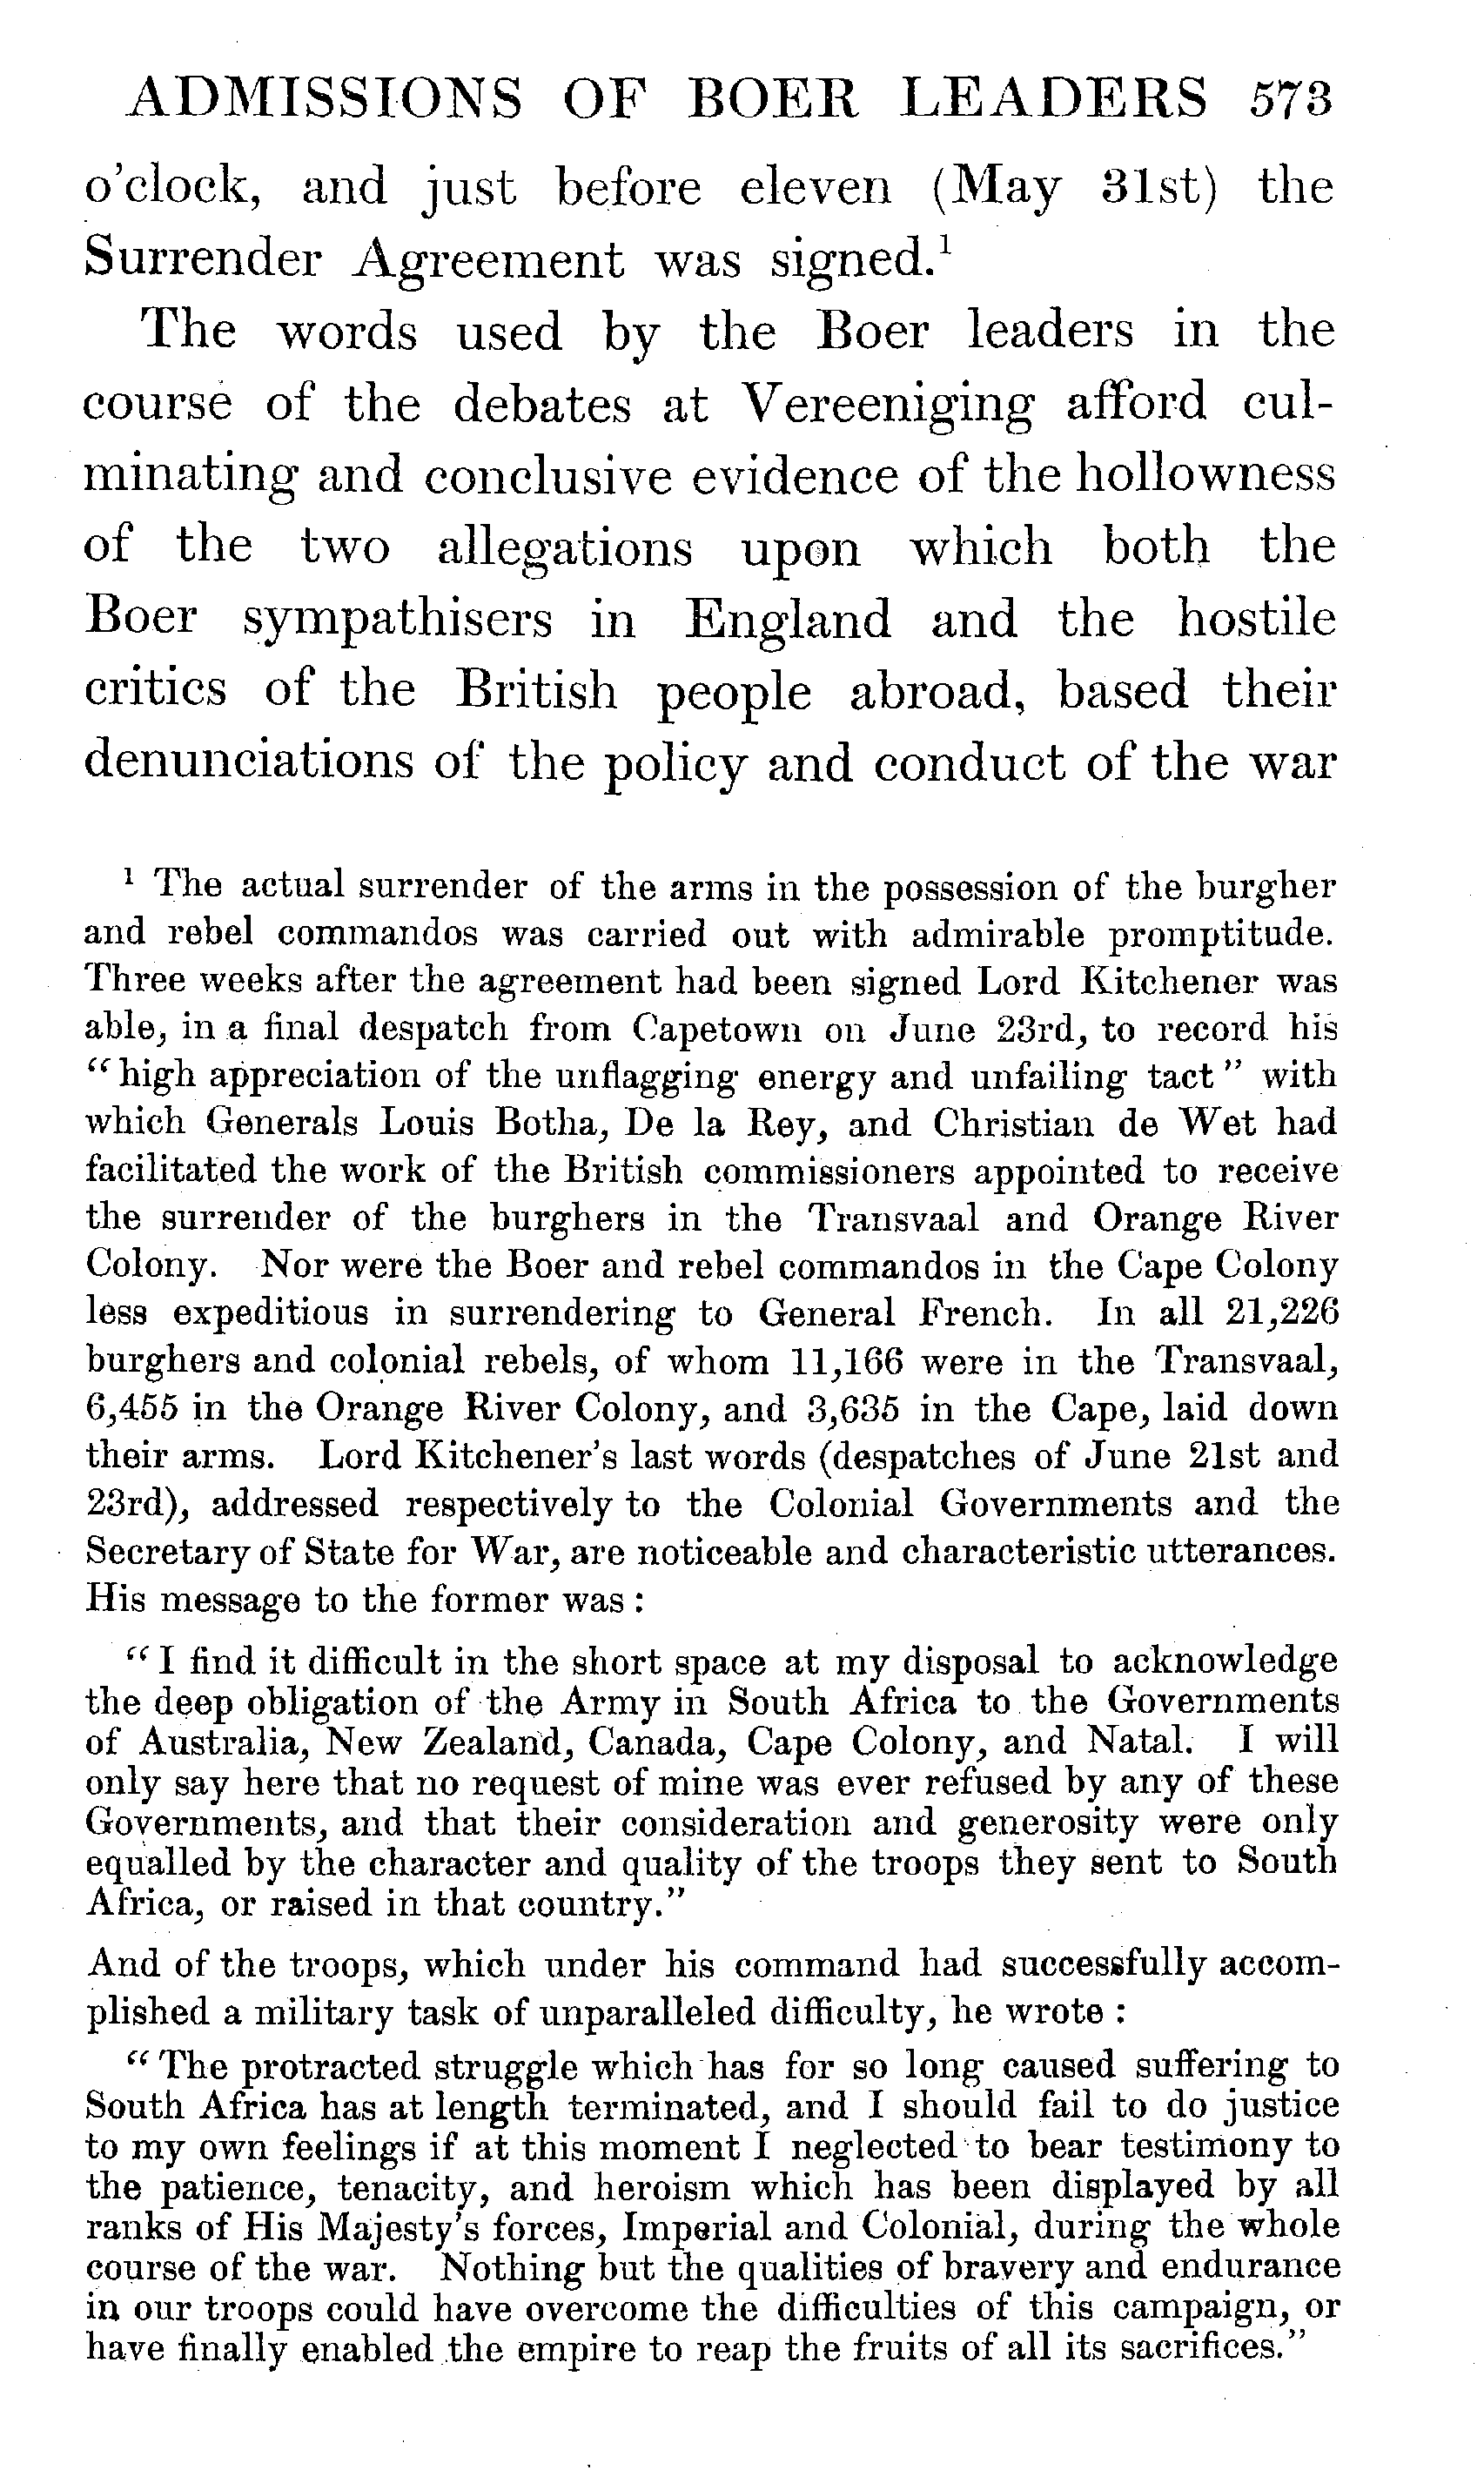 ADMISSIONS OF BOER LEADERS 573
o'clock, and just before eleven (May 31st) the
Surrender Agreement was signed.¹
The words used by the Boer leaders in the
course of the debates at Vereeniging afford cul-
minating and conclusive evidence of the hollowness
of the two allegations upon which both the
Boer sympathisers in England and the hostile
critics of the British people abroad, based their
denunciations of the policy and conduct of the war
¹ The actual surrender of the arms in the possession of the burgher
and rebel commandos was carried out with admirable promptitude.
Three weeks after the agreement had been signed Lord Kitchener was
able, in a final despatch from Capetown on June 23rd, to record his
"high appreciation of the unflagging energy and unfailing tact" with
which Generals Louis Botha, De la Rey, and Christian de Wet had
facilitated the work of the British commissioners appointed to receive
the surrender of the burghers in the Transvaal and Orange River
Colony. Nor were the Boer and rebel commandos in the Cape Colony
less expeditious in surrendering to General French. In all 21,226
burghers and colonial rebels, of whom 11,166 were in the Transvaal,
6,455 in the Orange River Colony, and 3,635 in the Cape, laid down
their arms. Lord Kitchener's last words (despatches of June 21st and
23rd), addressed respectively to the Colonial Governments and the
Secretary of State for War, are noticeable and characteristic utterances.
His message to the former was:
"I find it difficult in the short space at my disposal to acknowledge
the deep obligation of the Army in South Africa to the Governments
of Australia, New Zealand, Canada, Cape Colony, and Natal. I will
only say here that no request of mine was ever refused by any of these
Governments, and that their consideration and generosity were only
equalled by the character and quality of the troops they sent to South
Africa, or raised in that country."
And of the troops, which under his command had successfully accom-
plished a military task of unparalleled difficulty, he wrote:
"The protracted struggle which has for so long caused suffering to
South Africa has at length terminated, and I should fail to do justice
to my own feelings if at this moment I neglected to bear testimony to
the patience, tenacity, and heroism which has been displayed by all
ranks of His Majesty's forces, Imperial and Colonial, during the whole
course of the war. Nothing but the qualities of bravery and endurance
in our troops could have overcome the difficulties of this campaign, or
have finally enabled the empire to reap the fruits of all its sacrifices."